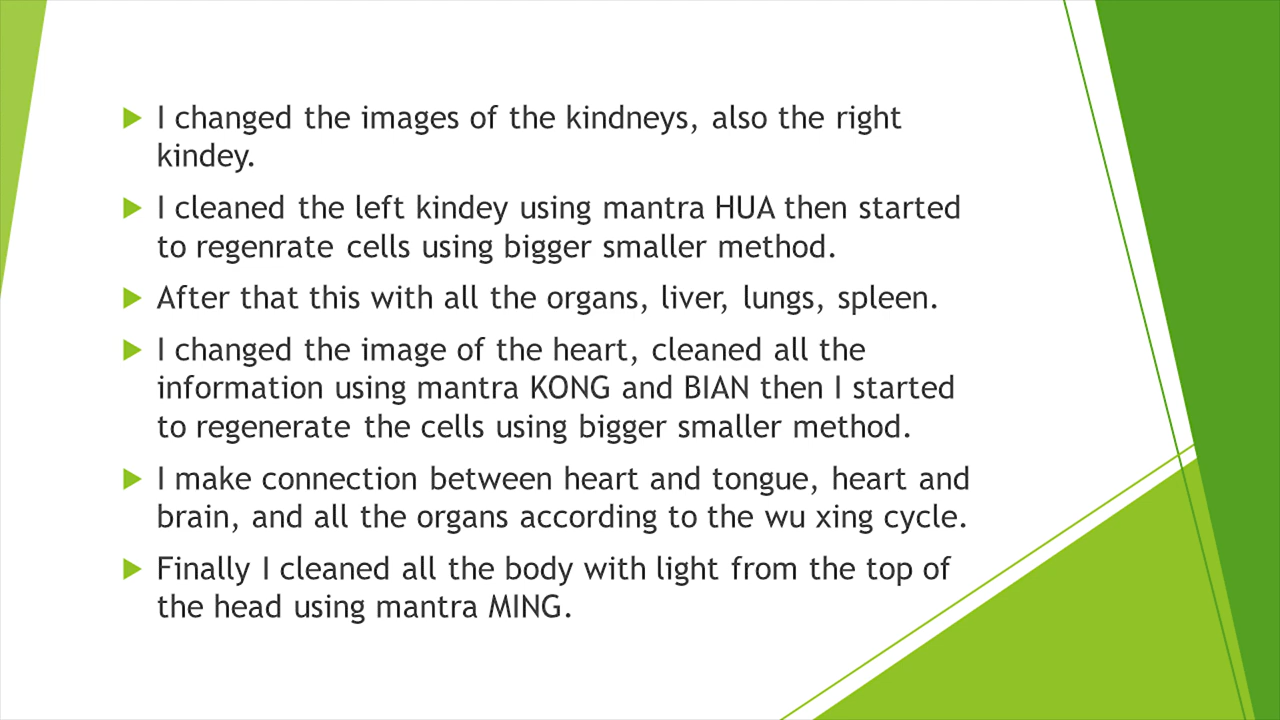 I changed the images of the kindneys, also the right
kindey.
I cleaned the left kindey using mantra HUA then started
to regenrate cells using bigger smaller method.
After that this with all the organs, liver, lungs, spleen.
I changed the image of the heart, cleaned all the
information using mantra KONG and BIAN then I started
to regenerate the cells using bigger smaller method.
I make connection between heart and tongue, heart and
brain, and all the organs according to the wu xing cycle.
Finally I cleaned all the body with light from the top of
the head using mantra MING.